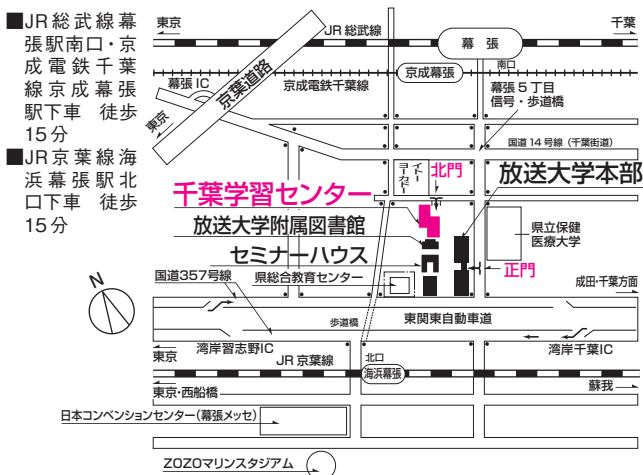 ■JR総武線幕
張駅南口・京
成電鉄千葉
線京成幕張
駅下車　徒歩
15分
■JR京葉線海
浜幕張駅北
口下車　徒歩
15分
東京
JR 総武線
千葉
幕張
南口
京成幕張
京成電鉄千葉線
幕張IC
京葉道路
東京
幕張5丁目
信号・歩道橋
国道14号線（千葉街道）
イトー
ヨーカドー
北門
放送大学本部
千葉学習センター
放送大学附属図書館
セミナーハウス
県立保健
医療大学
正門
国道357号線
県総合教育センター
成田・千葉方面
N
歩道橋
東関東自動車道
東京
湾岸習志野IC
湾岸千葉IC
JR 京葉線
北口
海浜幕張
東京・西船橋
蘇我
日本コンベンションセンター（幕張メッセ）
ZOZOマリンスタジアム